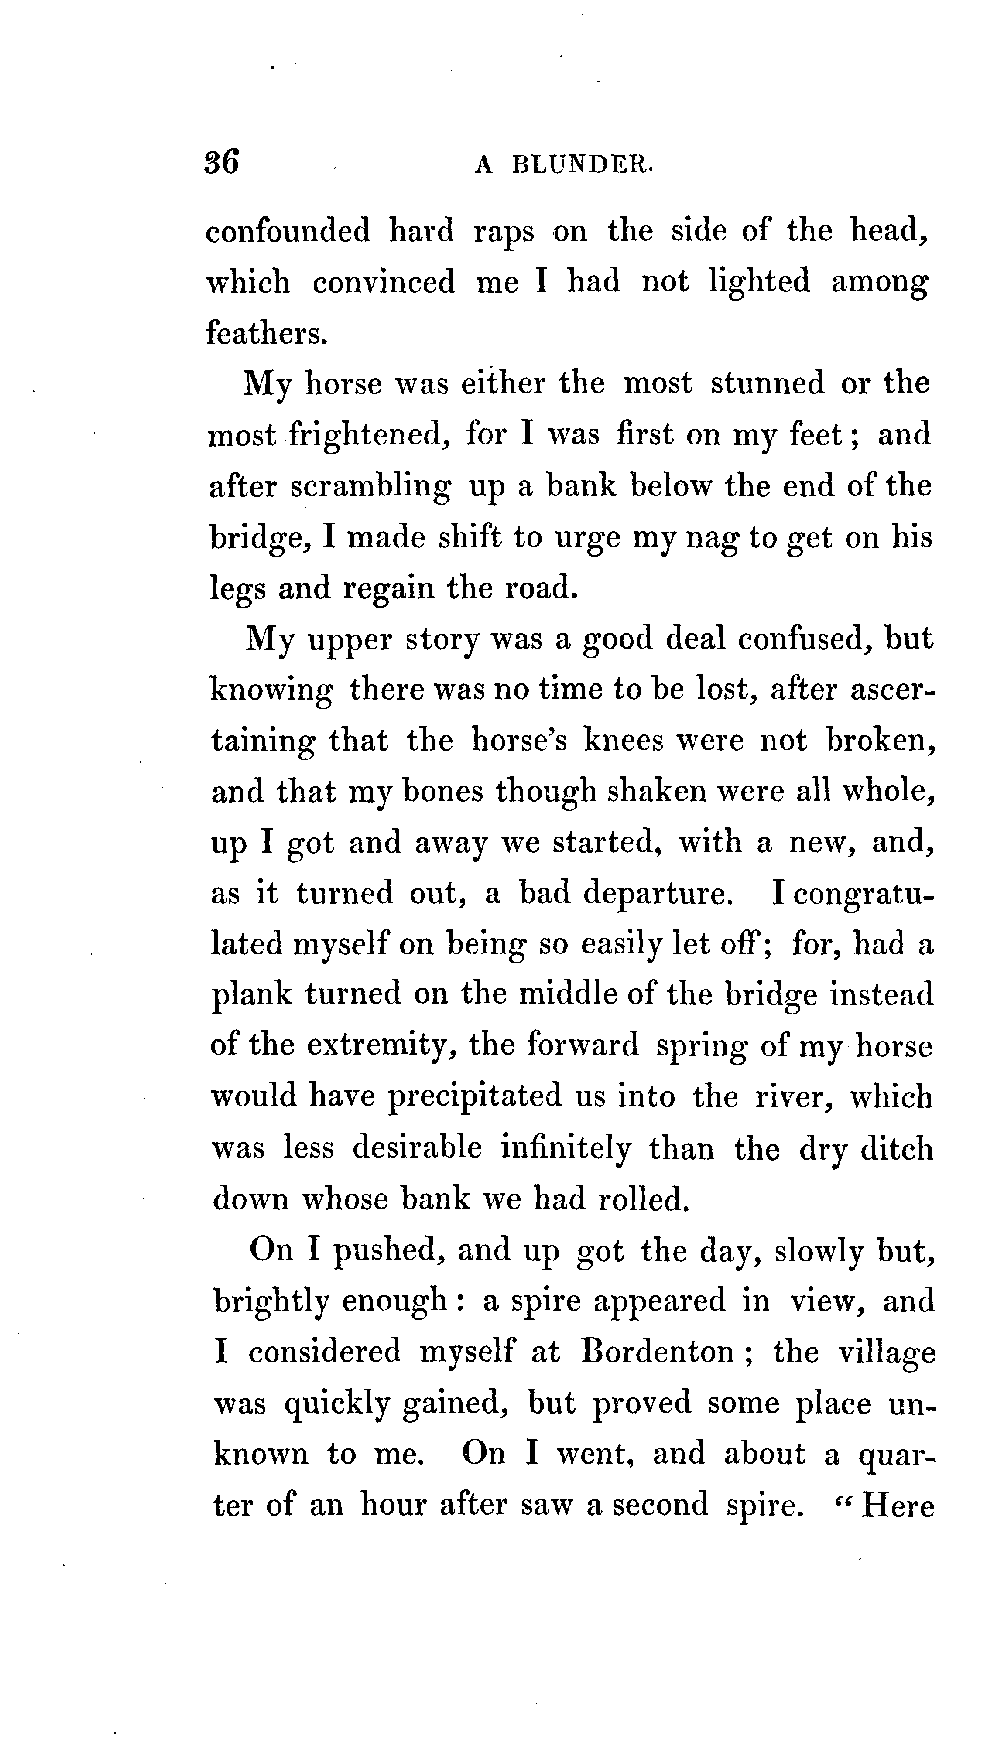 36 A BLUNDER.
confounded hard raps on the side of the head,
which convinced me I had not lighted among
feathers.
My horse was either the most stunned or the
most frightened, for I was first on my feet ; and
after scrambling up a bank below the end of the
bridge, I made shift to urge my nag to get on his
legs and regain the road.
My upper story was a good deal confused, but
knowing there was no time to be lost, after ascer-
taining that the horse's knees were not broken,
and that my bones though shaken were all whole,
up I got and away we started, with a new, and,
as it turned out, a bad departure. I congratu-
lated myself on being so easily let off; for, had a
plank turned on the middle of the bridge instead
of the extremity, the forward spring of my horse
would have precipitated us into the river, which
was less desirable infinitely than the dry ditch
down whose bank we had rolled.
On I pushed, and up got the day, slowly but,
brightly enough : a spire appeared in view, and
I considered myself at Bordenton ; the village
was quickly gained, but proved some place un-
known to me. On I went, and about a quar-
ter of an hour after saw a second spire. “ Here